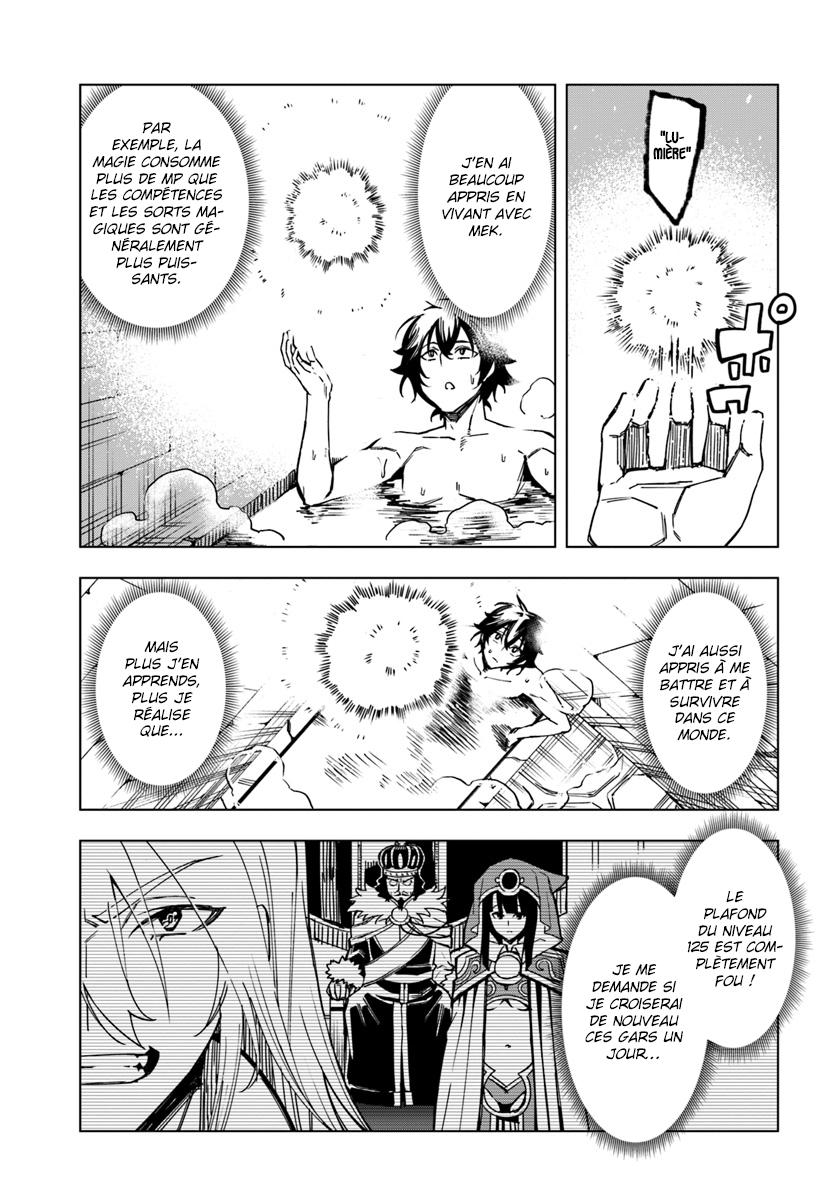 "LU-
MIÈRE"
ポ
ロ
J'EN AI
BEAUCOUP
APPRIS EN
VIVANT AVEC
MEK.
PAR
EXEMPLE, LA
MAGIE CONSOMME
PLUS DE MP QUE
LES COMPÉTENCES
ET LES SORTS MA-
GIQUES SONT GÉ-
NÉRALEMENT
PLUS PUIS-
SANTS.
J'AI AUSSI
APPRIS À ME
BATTRE ET À
SURVIVRE
DANS CE
MONDE.
MAIS
PLUS J'EN
APPRENDS,
PLUS JE
RÉALISE
QUE...
LE
PLAFOND
DU NIVEAU
125 EST COM-
PLÈTEMENT
FOU !
JE ME
DEMANDE SI
JE CROISERAI
DE NOUVEAU
CES GARS UN
JOUR...